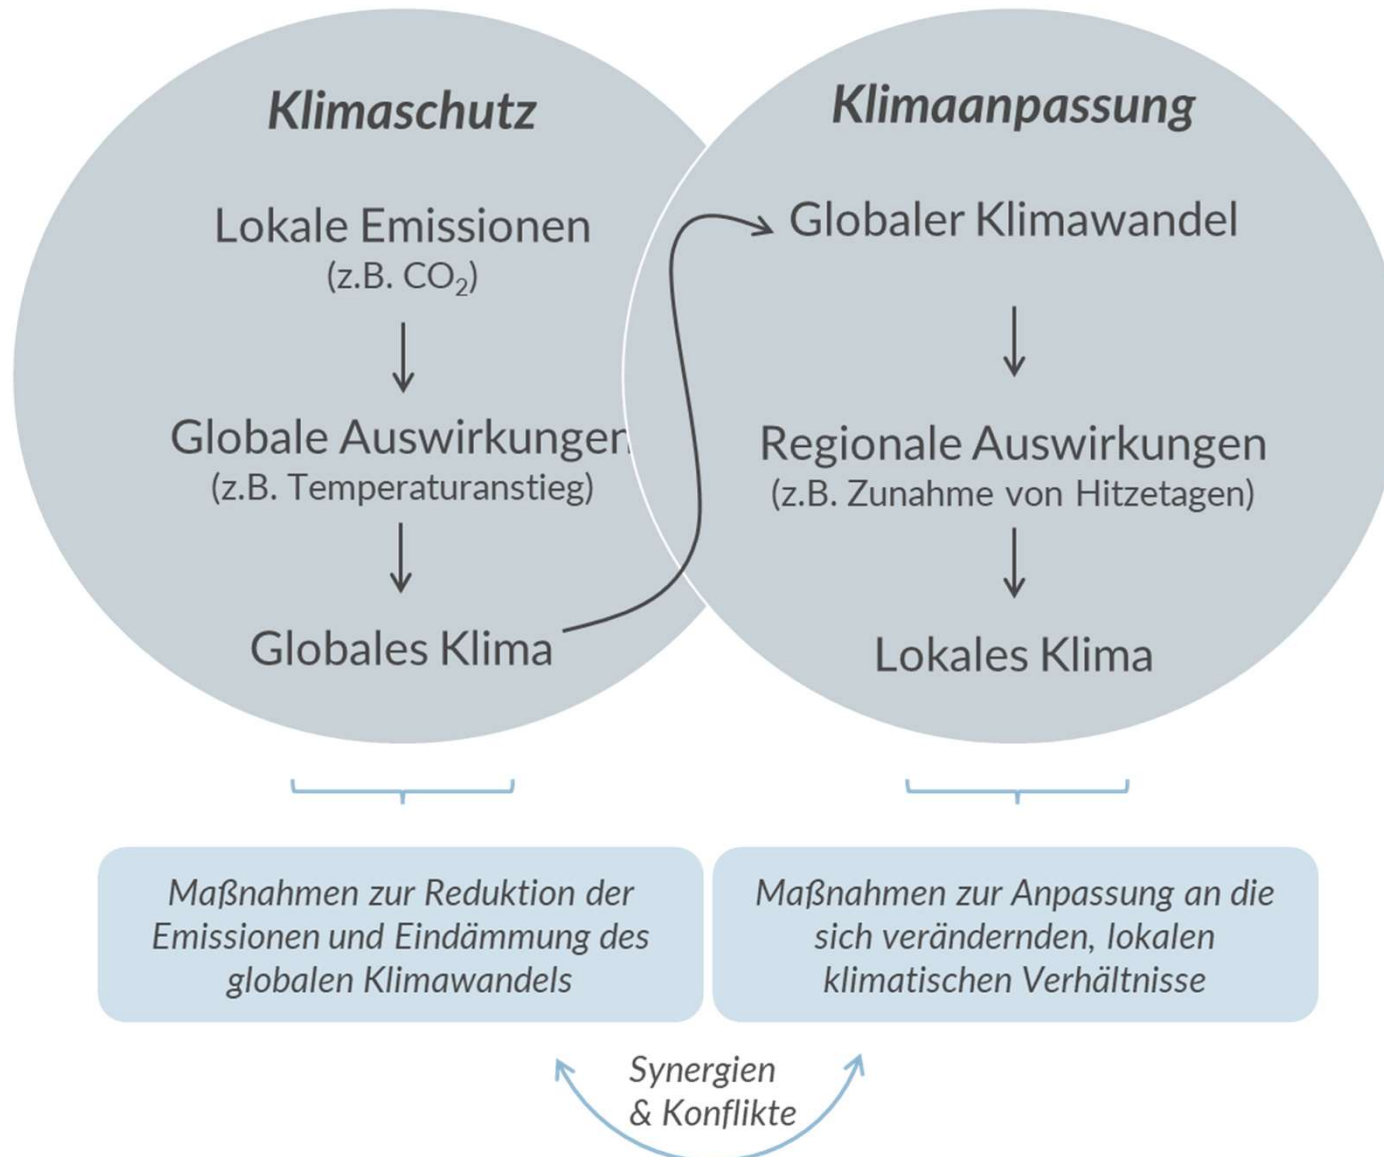 Klimaschutz
Lokale Emissionen
(z.B. CO₂)
Globale Auswirkungen
(z.B. Temperaturanstieg)
Globales Klima
Klimaanpassung
Globaler Klimawandel
Regionale Auswirkungen
(z.B. Zunahme von Hitzetagen)
Lokales Klima
Maßnahmen zur Reduktion der
Emissionen und Eindämmung des
globalen Klimawandels
Maßnahmen zur Anpassung an die
sich verändernden, lokalen
klimatischen Verhältnisse
Synergien
& Konflikte